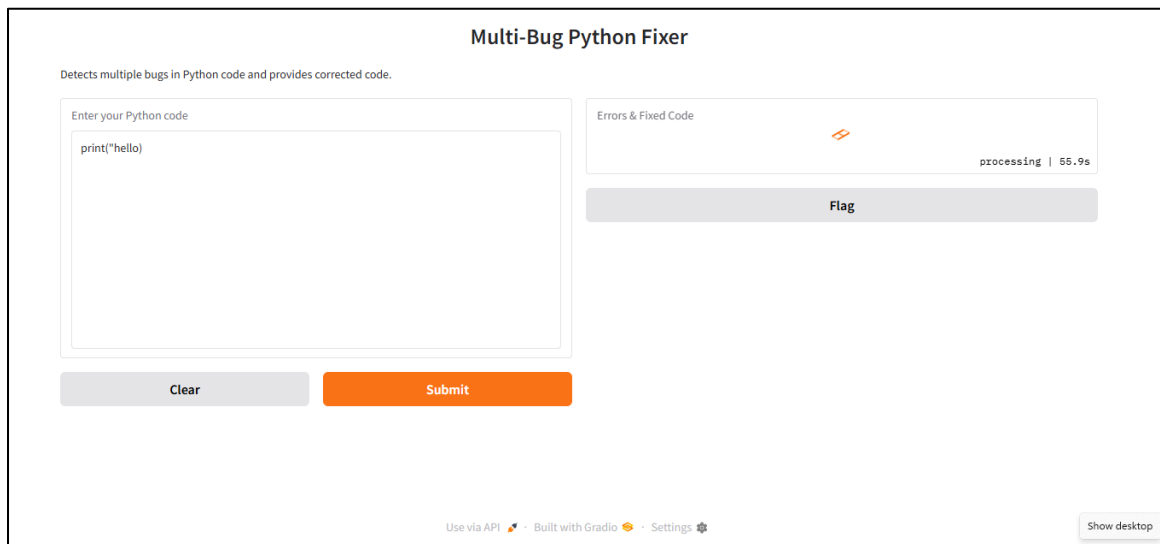 Multi-Bug Python Fixer
Detects multiple bugs in Python code and provides corrected code.
Enter your Python code
print("hello)
Clear
Submit
Errors & Fixed Code
processing | 55.9s
Flag
Use via API · Built with Gradio · Settings
Show desktop